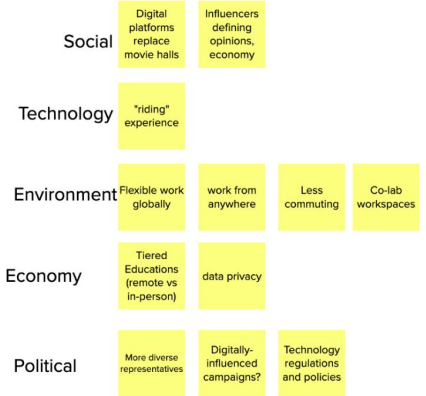 Social
Digital
platforms
replace
movie halls
Influencers
defining
opinions,
economy
Technology
"riding"
experience
Environment
Flexible work
globally
work from
anywhere
Less
commuting
Co-lab
workspaces
Economy
Tiered
Educations
(remote vs
in-person)
data privacy
Political
More diverse
representatives
Digitally-
influenced
campaigns?
Technology
regulations
and policies